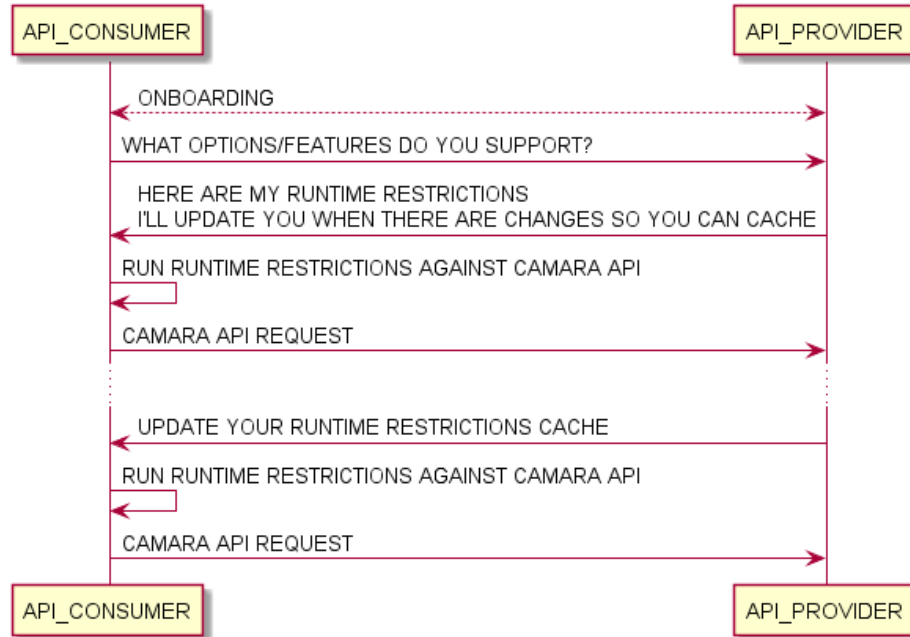 API_CONSUMER
API_PROVIDER
ONBOARDING
WHAT OPTIONS/FEATURES DO YOU SUPPORT?
HERE ARE MY RUNTIME RESTRICTIONS
I'LL UPDATE YOU WHEN THERE ARE CHANGES SO YOU CAN CACHE
RUN RUNTIME RESTRICTIONS AGAINST CAMARA API
CAMARA API REQUEST
UPDATE YOUR RUNTIME RESTRICTIONS CACHE
RUN RUNTIME RESTRICTIONS AGAINST CAMARA API
CAMARA API REQUEST
API_CONSUMER
API_PROVIDER